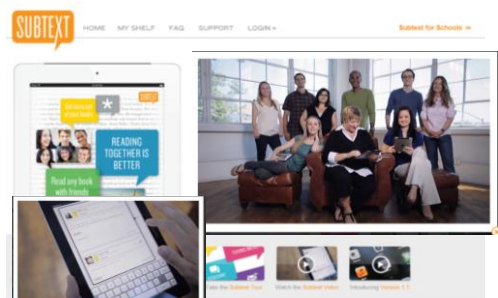 SUBTEXT
HOME MY SHELF FAQ SUPPORT LOGIN
Subtext for Schools »
SUBTEXT
Read any book
with friends
READING
TOGETHER IS
BETTER
Take the Subtext Tour
Watch the Subtext Video
Introducing Version 1.1